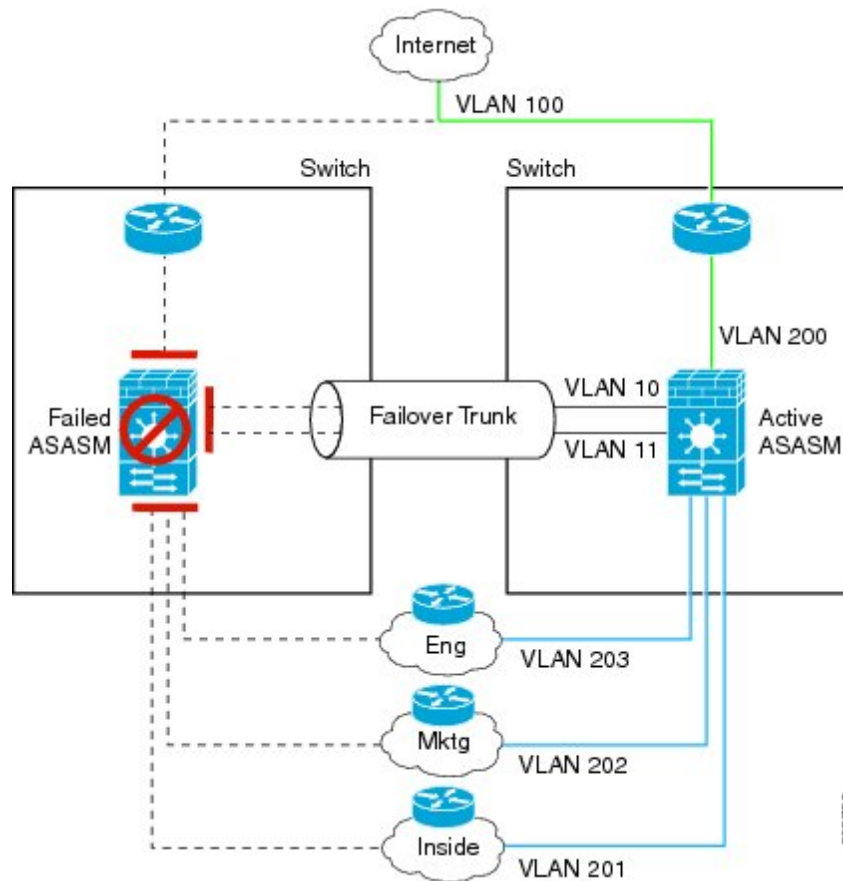 Internet
VLAN 100
Switch
Switch
VLAN 200
Failed
ASASM
Failover Trunk
VLAN 10
VLAN 11
Active
ASASM
Eng
VLAN 203
Mktg
VLAN 202
Inside
VLAN 201